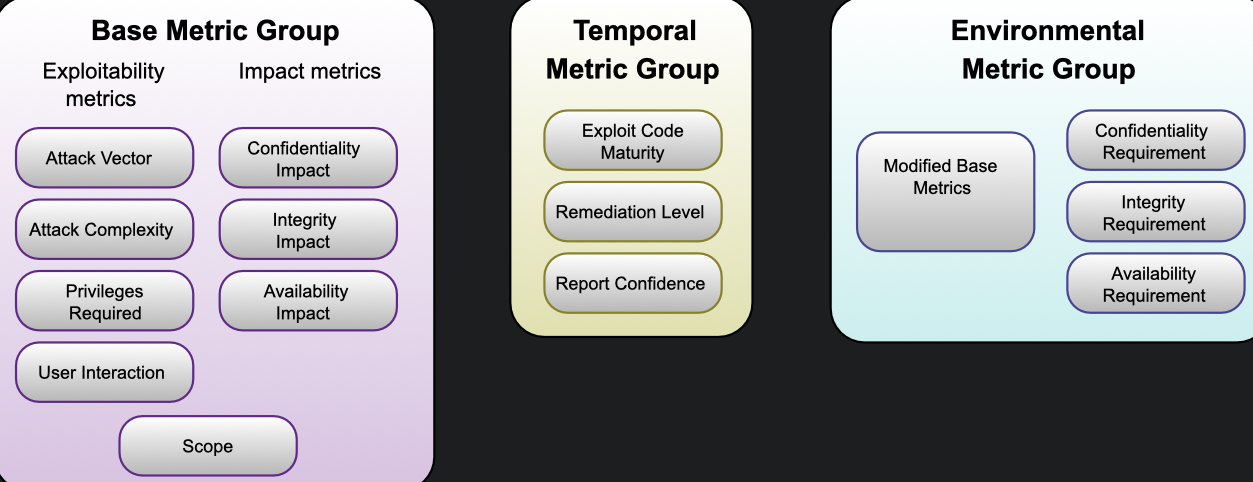 Base Metric Group
Exploitability
metrics
Impact metrics
Attack Vector
Attack Complexity
Privileges
Required
User Interaction
Confidentiality
Impact
Integrity
Impact
Availability
Impact
Scope
Temporal
Metric Group
Exploit Code
Maturity
Remediation Level
Report Confidence
Environmental
Metric Group
Modified Base
Metrics
Confidentiality
Requirement
Integrity
Requirement
Availability
Requirement